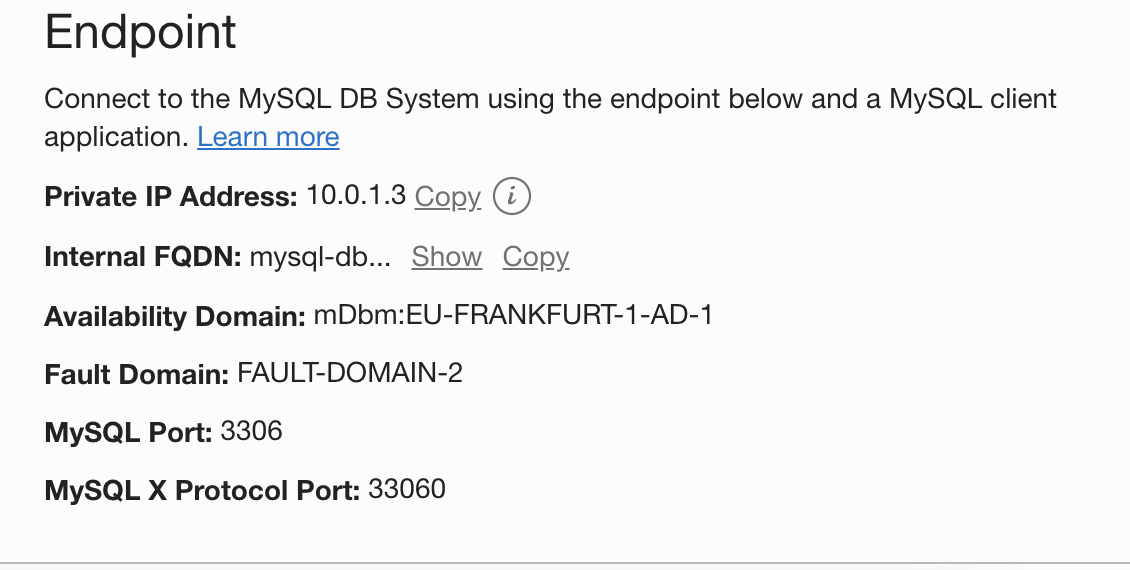 Endpoint
Connect to the MySQL DB System using the endpoint below and a MySQL client
application. Learn more
Private IP Address: 10.0.1.3 Copy i
Internal FQDN: mysql-db... Show Copy
Availability Domain: mDbm:EU-FRANKFURT-1-AD-1
Fault Domain: FAULT-DOMAIN-2
MySQL Port: 3306
MySQL X Protocol Port: 33060